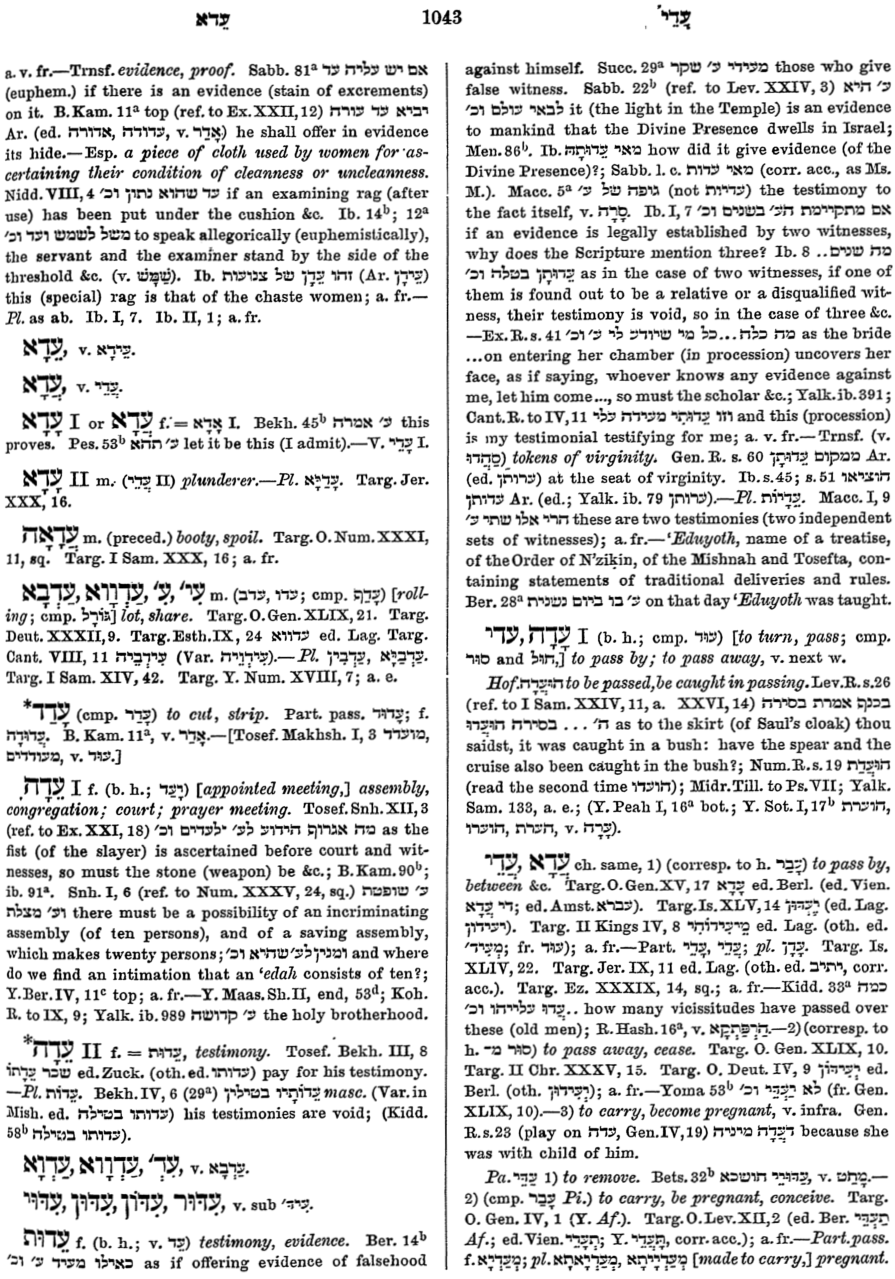 עדא 1043 עֲדֵי
a. v. fr.—Trnsf. evidence, proof. Sabb. 81ᵃ אם יש עליה עד
(euphem.) if there is an evidence (stain of excrements)
on it. B. Kam. 11ᵃ top (ref. to Ex. XXII, 12) יביא עד עורה
Ar. (ed. עדודה, אדורה, v. אֲדַר) he shall offer in evidence
its hide.—Esp. a piece of cloth used by women for as-
certaining their condition of cleanness or uncleanness.
Nidd. VIII, 4 עד שהוא נתון וכ׳ if an examining rag (after
use) has been put under the cushion &c. Ib. 14ᵇ; 12ᵃ
משל לשמש ועד וכ׳ to speak allegorically (euphemistically),
the servant and the examiner stand by the side of the
threshold &c. (v. שַׁמָּשׁ). Ib. זהו עֵדָן של צנועות (Ar. עֵידָן)
this (special) rag is that of the chaste women; a. fr.—
Pl. as ab. Ib. I, 7. Ib. II, 1; a. fr.
עֵדָא, v. עֵידָא.
עֲדָא, v. עֲדֵי.
עָדָא I or עֲדָא f. = אֲדָא I. Bekh. 45ᵇ ע׳ אמרה this
proves. Pes. 53ᵇ ע׳ תהא let it be this (I admit).—V. עֲדֵי I.
עָדָא II m. (עֲדֵי II) plunderer.—Pl. עָדַיָּא. Targ. Jer.
XXX, 16.
עֲדָאָה m. (preced.) booty, spoil. Targ. O. Num. XXXI,
11, sq. Targ. I Sam. XXX, 16; a. fr.
עַדְבָא, עַדְוָוא, ע׳, עי׳ m. (עדו, עדב; cmp. עָדַף) [roll-
ing; cmp. גּוֹרָל] lot, share. Targ. O. Gen. XLIX, 21. Targ.
Deut. XXXII, 9. Targ. Esth. IX, 24 עדווא ed. Lag. Targ.
Cant. VIII, 11 עידביה (Var. עידויה).—Pl. עַדְבִין, עַדְבַיָּא.
Targ. I Sam. XIV, 42. Targ. Y. Num. XVIII, 7; a. e.
*עָדַד (cmp. עָדַר) to cut, strip. Part. pass. עָדוּד; f.
עֲדוּדָה. B. Kam. 11ᵃ, v. אֲדַר.—[Tosef. Makhsh. I, 3 מועדד,
מעודדים, v. עוּד.]
עֵדָה I f. (b. h.; יָעַד) [appointed meeting,] assembly,
congregation; court; prayer meeting. Tosef. Snh. XII, 3
(ref. to Ex. XXI, 18) מה אגרוף הידוע לע׳ ולעדים וכ׳ as the
fist (of the slayer) is ascertained before court and wit-
nesses, so must the stone (weapon) be &c.; B. Kam. 90ᵇ;
ib. 91ᵃ. Snh. I, 6 (ref. to Num. XXXV, 24, sq.) ע׳ שופטת
וע׳ מצלת there must be a possibility of an incriminating
assembly (of ten persons), and of a saving assembly,
which makes twenty persons; ומנין לע׳ שהיא וכ׳ and where
do we find an intimation that an ‘edah consists of ten?;
Y. Ber. IV, 11ᶜ top; a. fr.—Y. Maas. Sh. II, end, 53ᵈ; Koh.
R. to IX, 9; Yalk. ib. 989 ע׳ קדושה the holy brotherhood.
*עֵדָה II f. = עֵדוּת, testimony. Tosef. Bekh. III, 8
שכר עֵדָתוֹ ed. Zuck. (oth. ed. עדותו) pay for his testimony.
—Pl. עֵדוֹת. Bekh. IV, 6 (29ᵃ) עֵדוֹתָיו בטילין masc. (Var. in
Mish. ed. עדותו בטילה) his testimonies are void; (Kidd.
58ᵇ עדותו בטילה).
עַדְוָא, עַדְוָוא, עִד׳, v. עַדְבָא.
עִדּוּי, עִדּוּן, עִדּוֹן, עִדּוּר, v. sub עיד׳.
עֵדוּת f. (b. h.; v. עֵד) testimony, evidence. Ber. 14ᵇ
כאילו מעיד ע׳ וכ׳ as if offering evidence of falsehood
against himself. Succ. 29ᵃ מעידי ע׳ שקר those who give
false witness. Sabb. 22ᵇ (ref. to Lev. XXIV, 3) ע׳ היא
לבאי עולם וכ׳ it (the light in the Temple) is an evidence
to mankind that the Divine Presence dwells in Israel;
Men. 86ᵇ. Ib. מאי עֵדוּתָהּ how did it give evidence (of the
Divine Presence)?; Sabb. l. c. מאי עדות (corr. acc., as Ms.
M.). Macc. 5ᵃ גופה של ע׳ (not עדיות) the testimony to
the fact itself, v. סָרָה. Ib. I, 7 אם מתקיימת הע׳ בשנים וכ׳
if an evidence is legally established by two witnesses,
why does the Scripture mention three? Ib. 8 מה שנים ..
עֵדוּתָן בטלה וכ׳ as in the case of two witnesses, if one of
them is found out to be a relative or a disqualified wit-
ness, their testimony is void, so in the case of three &c.
—Ex. R. s. 41 מה כלה...כל מי שיודע לי ע׳ וכ׳ as the bride
...on entering her chamber (in procession) uncovers her
face, as if saying, whoever knows any evidence against
me, let him come..., so must the scholar &c.; Yalk. ib. 391;
Cant. R. to IV, 11 וזו עֵדוּתִי מעידה עלי and this (procession)
is my testimonial testifying for me; a. v. fr.—Trnsf. (v.
סָהֲדוּ) tokens of virginity. Gen. R. s. 60 ממקום עֵדוּתָן Ar.
(ed. ערותן) at the seat of virginity. Ib. s. 45; s. 51 הוציאו
עדותן Ar. (ed.; Yalk. ib. 79 ערותן).—Pl. עֵדֻיּוֹת. Macc. I, 9
הרי אלו שתי ע׳ these are two testimonies (two independent
sets of witnesses); a. fr.—‘Eduyoth, name of a treatise,
of the Order of N’ziḳin, of the Mishnah and Tosefta, con-
taining statements of traditional deliveries and rules.
Ber. 28ᵃ ע׳ בו ביום נשנית on that day ‘Eduyoth was taught.
עָדָה, עדי I (b. h.; cmp. עוּד) [to turn, pass; cmp.
סור and חוּל,] to pass by; to pass away, v. next w.
Hof. הוּעֲדָה to be passed, be caught in passing. Lev. R. s. 26
(ref. to I Sam. XXIV, 11, a. XXVI, 14) בכנף אמרת בסירה
ה׳ ... בסירה הוּעֲדוּ as to the skirt (of Saul’s cloak) thou
saidst, it was caught in a bush: have the spear and the
cruise also been caught in the bush?; Num. R. s. 19 הוּעֲדַת
(read the second time הועדו); Midr. Till. to Ps. VII; Yalk.
Sam. 133, a. e.; (Y. Peah I, 16ᵃ bot.; Y. Sot. I, 17ᵇ הוערת,
הוערו, הערת, v. עָרָה).
עֲדָא, עֲדֵי ch. same, 1) (corresp. to h. עָבַר) to pass by,
between &c. Targ. O. Gen. XV, 17 עֲדָא ed. Berl. (ed. Vien.
די עֲדָא; ed. Amst. עברא). Targ. Is. XLV, 14 יֶעְדּוּן (ed. Lag.
ויעידון). Targ. II Kings IV, 8 מִיעִידוֹהִי ed. Lag. (oth. ed.
מֵעִיד׳; fr. עוּד); a. fr.—Part. עָדֵי, עֲדֵי; pl. עָדַן. Targ. Is.
XLIV, 22. Targ. Jer. IX, 11 ed. Lag. (oth. ed. יתיב, corr.
acc.). Targ. Ez. XXXIX, 14, sq.; a. fr.—Kidd. 33ᵃ כמה
עֲדוּ עלייהו וכ׳ .. how many vicissitudes have passed over
these (old men); R. Hash. 16ᵃ, v. הַרְפַּתְקָא.—2) (corresp. to
h. סוּר מ־) to pass away, cease. Targ. O. Gen. XLIX, 10.
Targ. II Chr. XXXV, 15. Targ. O. Deut. IV, 9 יֶעְדּוּן ed.
Berl. (oth. יֶעִידוּן); a. fr.—Yoma 53ᵇ לא יֶעְדֵּי וכ׳ (fr. Gen.
XLIX, 10).—3) to carry, become pregnant, v. infra. Gen.
R. s. 23 (play on עדה, Gen. IV, 19) דעֲדָת מיניה because she
was with child of him.
Pa. עַדֵּי 1) to remove. Bets. 32ᵇ עַדּוּיֵי חושכא, v. מְחַט.—
2) (cmp. עָבַר Pi.) to carry, be pregnant, conceive. Targ.
O. Gen. IV, 1 (Y. Af.). Targ. O. Lev. XII, 2 (ed. Ber. תַּעְדֵּי
Af.; ed. Vien. תְּעַדֵּי; Y. תֶּעֱדֵי, corr. acc.); a. fr.—Part. pass.
f. מְעַדְּיָא; pl. מְעַדְּיָיתָא, מְעַדְּיָאתָא [made to carry,] pregnant.